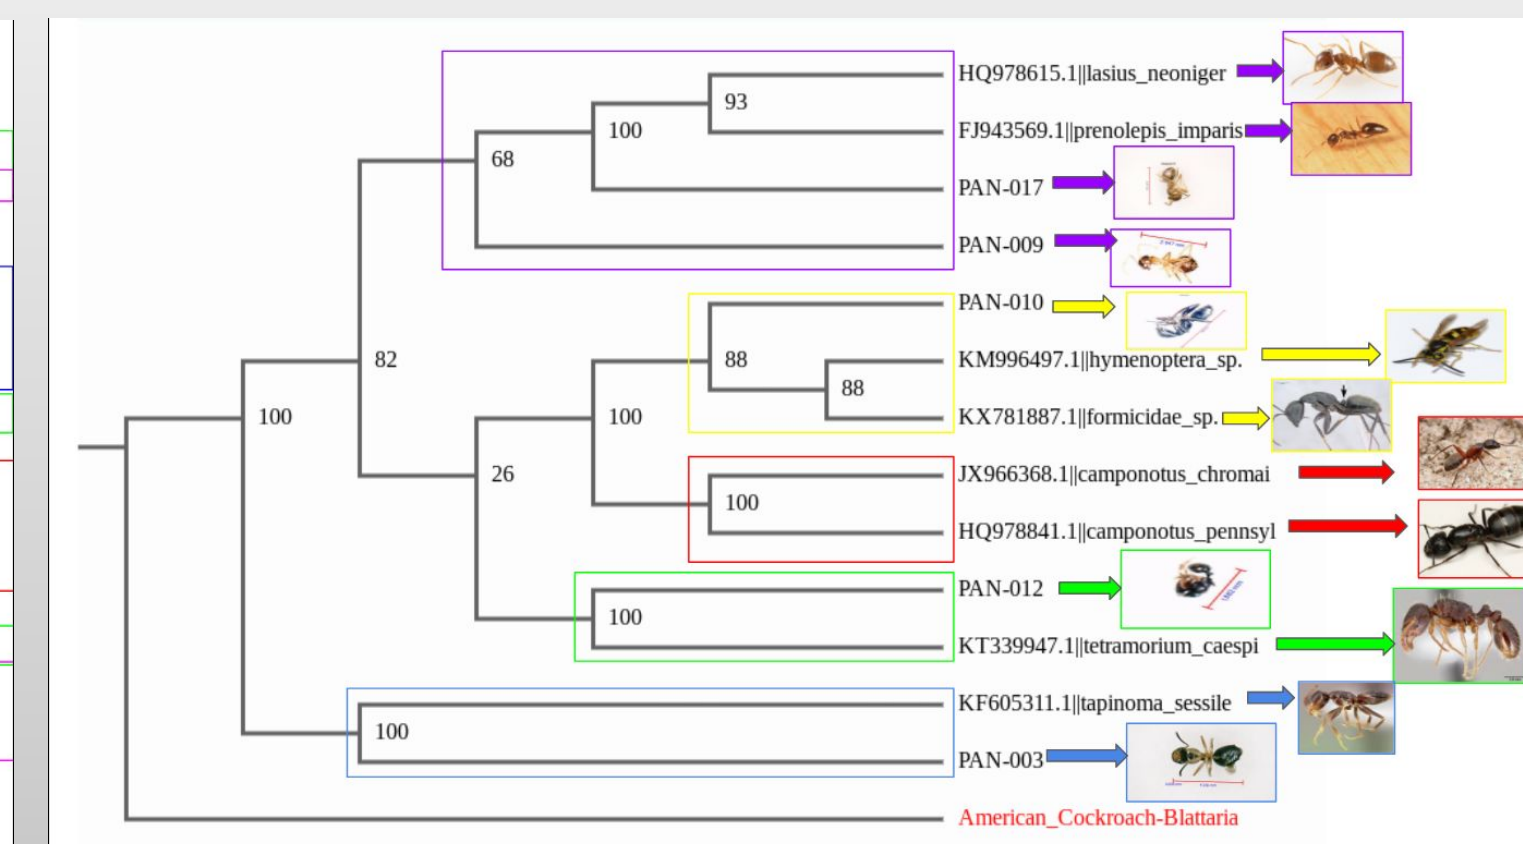 HQ978615.1||lasius_neoniger
93
100
FJ943569.1||prenolepis_imparis
68
PAN-017
PAN-009
PAN-010
82
88
KM996497.1||hymenoptera_sp.
88
100
100
KX781887.1||formicidae_sp.
26
JX966368.1||camponotus_chromai
100
HQ978841.1||camponotus_pennsyl
PAN-012
100
KT339947.1||tetramorium_caespi
KF605311.1||tapinoma_sessile
100
PAN-003
American_Cockroach-Blattaria